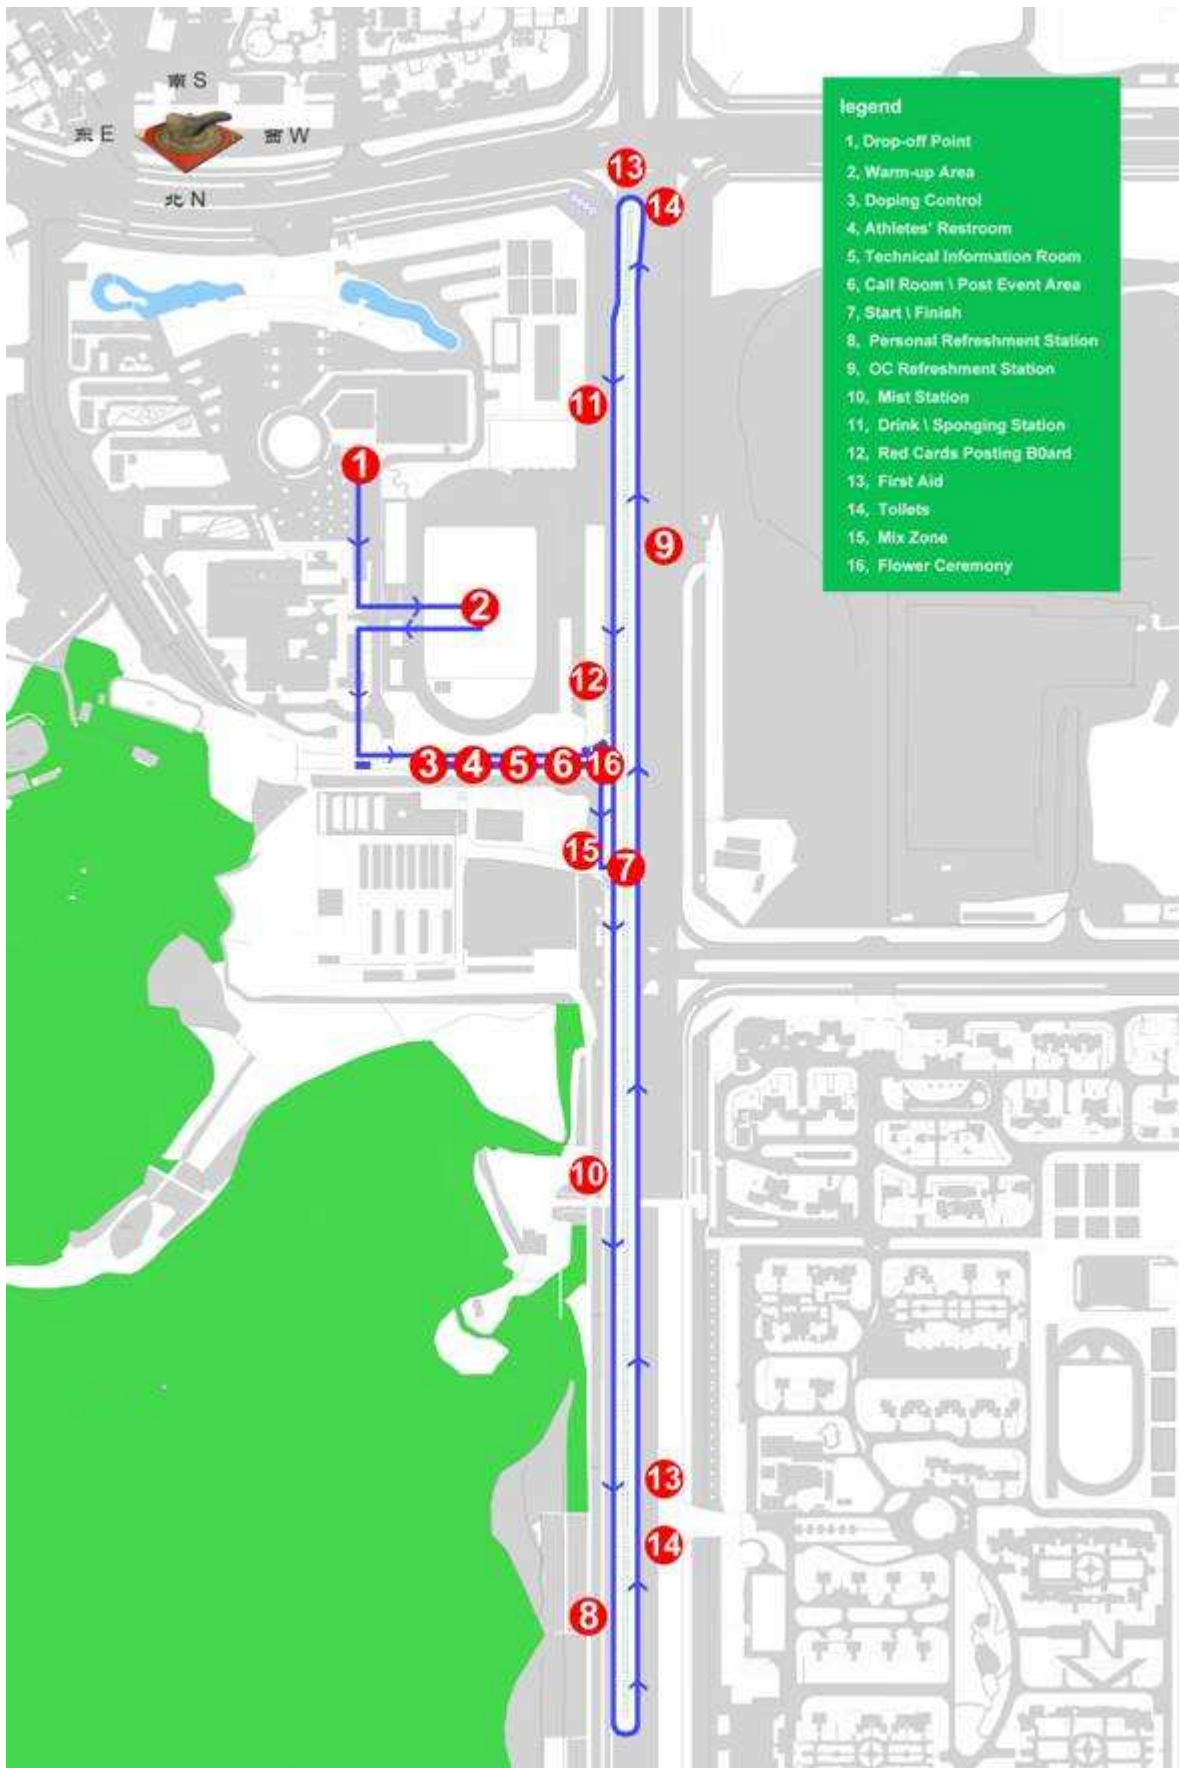 南 S
东 E
西 W
北 N
legend
1, Drop-off Point
2, Warm-up Area
3, Doping Control
4, Athletes' Restroom
5, Technical Information Room
6, Call Room \ Post Event Area
7, Start \ Finish
8, Personal Refreshment Station
9, OC Refreshment Station
10, Mist Station
11, Drink \ Sponging Station
12, Red Cards Posting B0ard
13, First Aid
14, Toilets
15, Mix Zone
16, Flower Ceremony
13
14
11
1
9
2
12
3 4 5 6 16
15
7
10
13
14
8